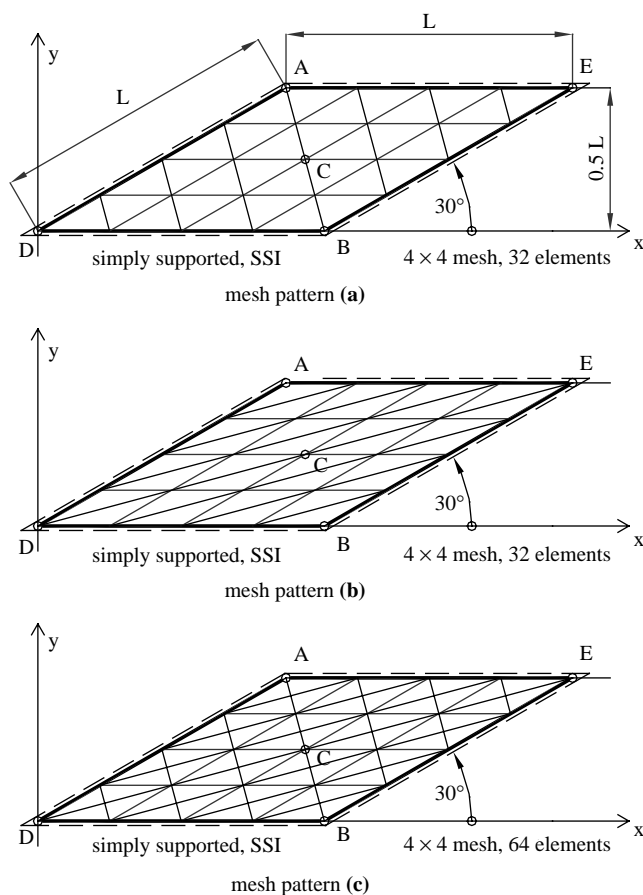 L
y
A
E
L
C
0.5 L
30°
D
B
x
simply supported, SSI
4 × 4 mesh, 32 elements
mesh pattern (a)
y
A
E
C
30°
D
B
x
simply supported, SSI
4 × 4 mesh, 32 elements
mesh pattern (b)
y
A
E
C
30°
D
B
x
simply supported, SSI
4 × 4 mesh, 64 elements
mesh pattern (c)